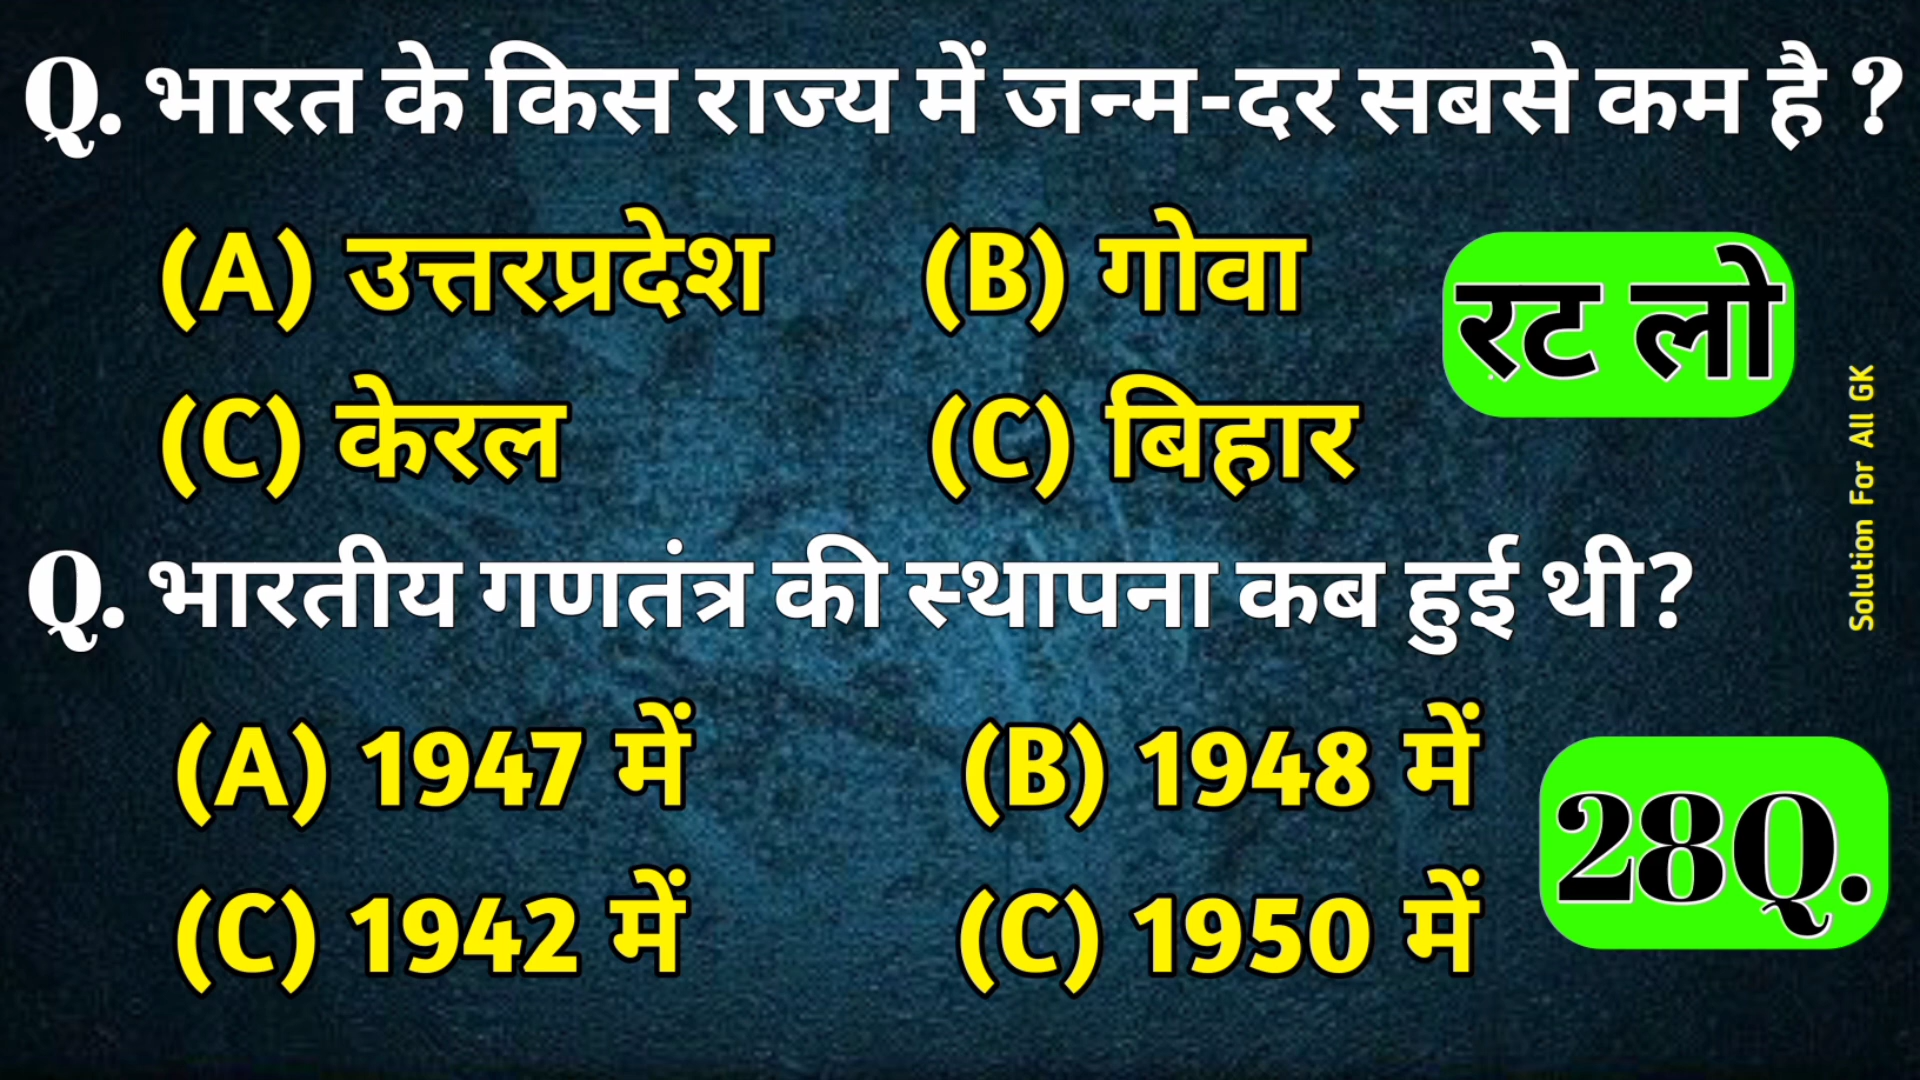 Q. भारत के किस राज्य में जन्म-दर सबसे कम है ?
(A) उत्तरप्रदेश (B) गोवा
रट लो
(C) केरल (C) बिहार
Solution For All GK
Q. भारतीय गणतंत्र की स्थापना कब हुई थी?
(A) 1947 में (B) 1948 में
28Q.
(C) 1942 में (C) 1950 में